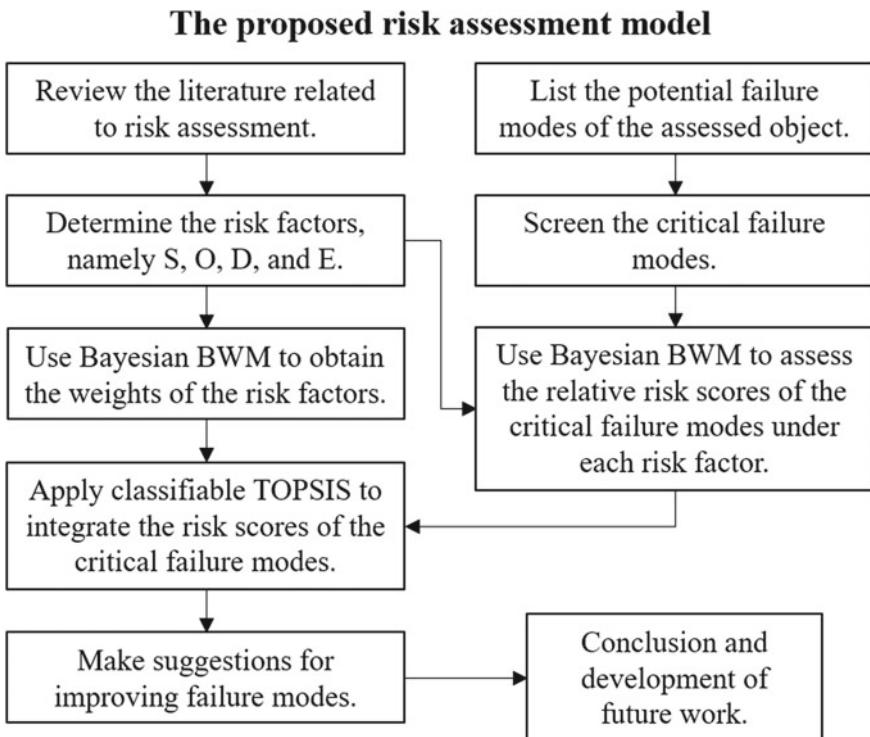 The proposed risk assessment model
Review the literature related
to risk assessment.
Determine the risk factors,
namely S, O, D, and E.
Use Bayesian BWM to obtain
the weights of the risk factors.
Apply classifiable TOPSIS to
integrate the risk scores of the
critical failure modes.
Make suggestions for
improving failure modes.
List the potential failure
modes of the assessed object.
Screen the critical failure
modes.
Use Bayesian BWM to assess
the relative risk scores of the
critical failure modes under
each risk factor.
Conclusion and
development of
future work.